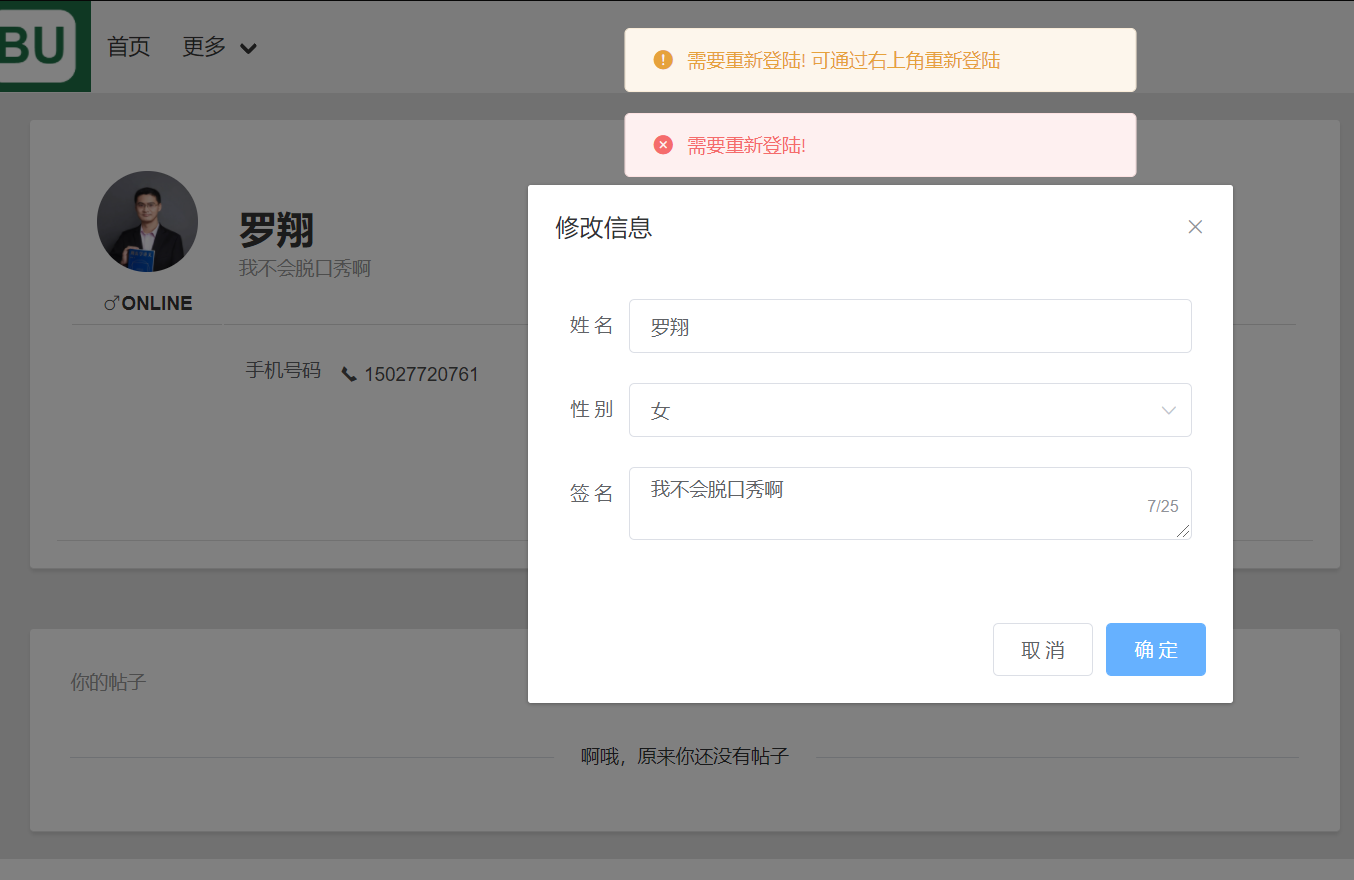 BU
首页
更多
需要重新登陆! 可通过右上角重新登陆
需要重新登陆!
罗翔
我不会脱口秀啊
♂ONLINE
手机号码 15027720761
修改信息
姓 名 罗翔
性 别 女
签 名 我不会脱口秀啊
7/25
取 消
确 定
你的帖子
啊哦，原来你还没有帖子